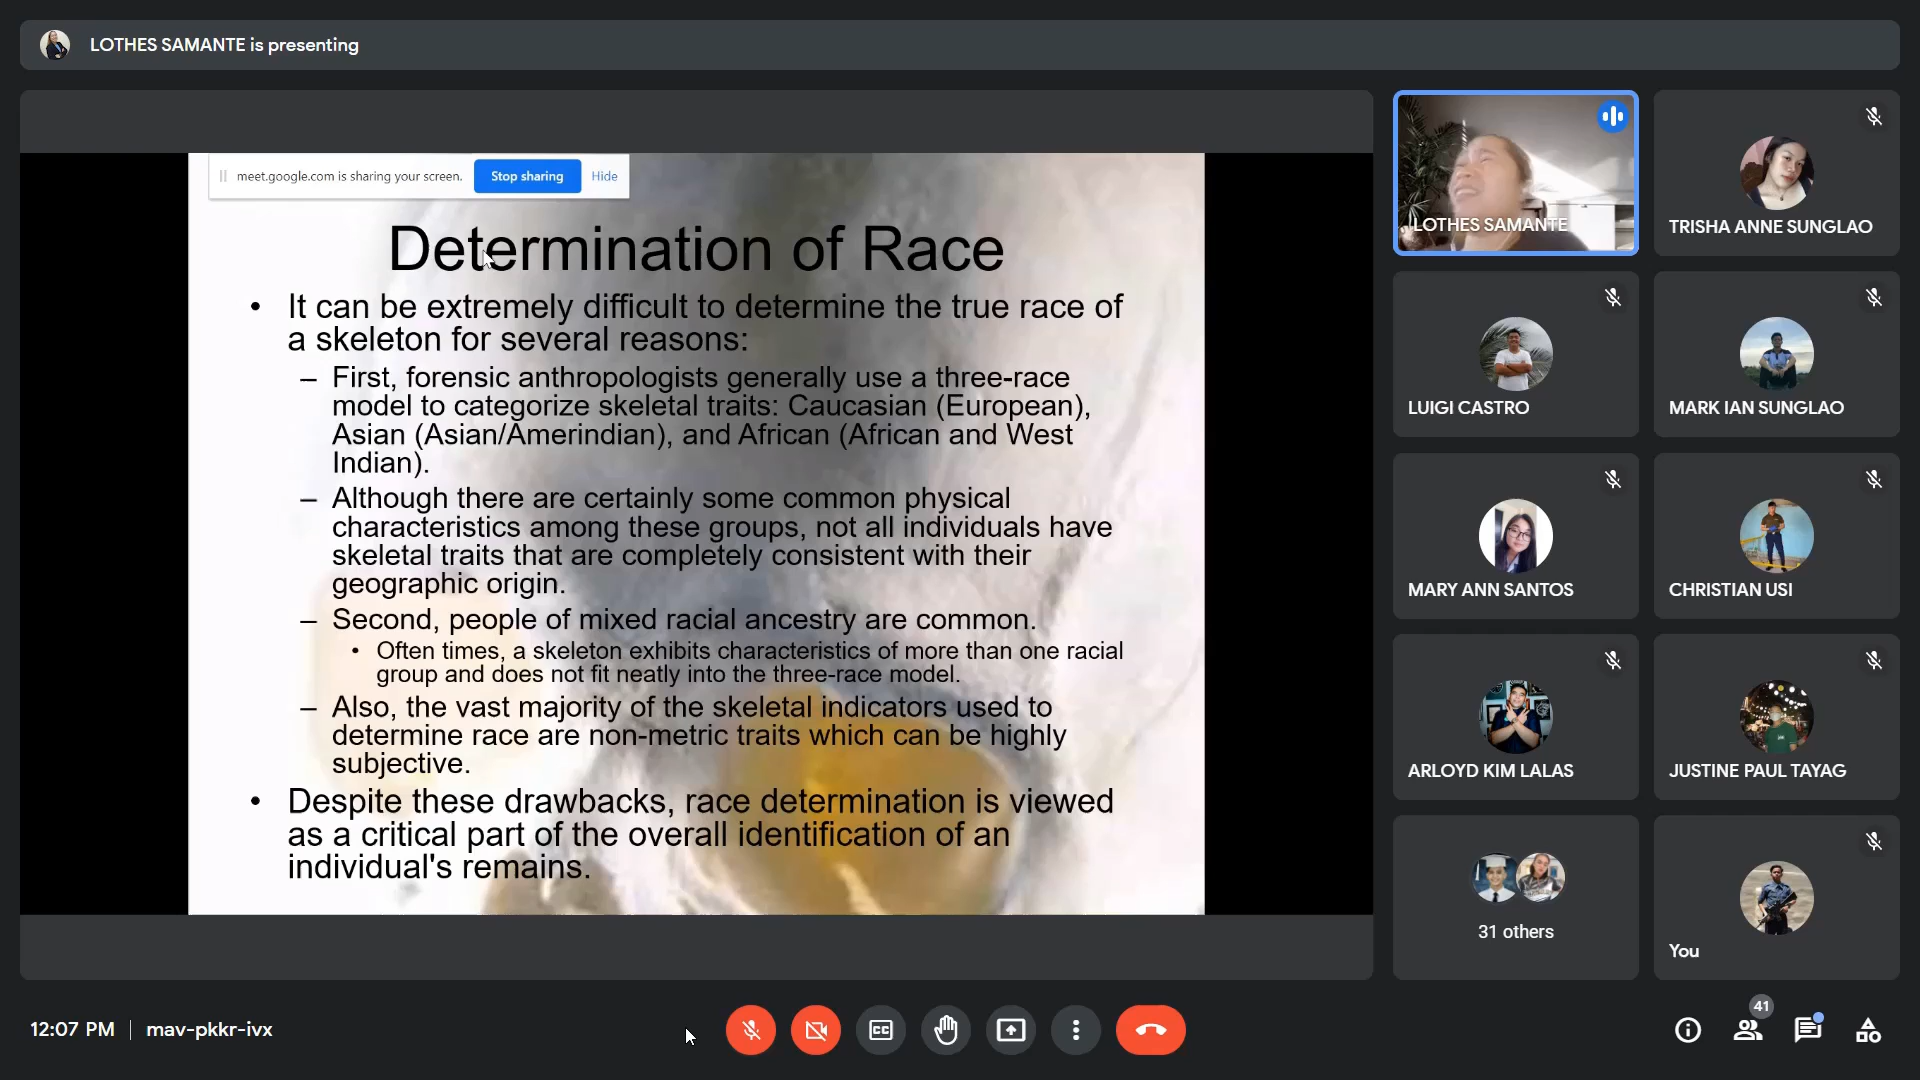 LOTHES SAMANTE is presenting
meet.google.com is sharing your screen. Stop sharing Hide
Determination of Race
• It can be extremely difficult to determine the true race of
a skeleton for several reasons:
– First, forensic anthropologists generally use a three-race
model to categorize skeletal traits: Caucasian (European),
Asian (Asian/Amerindian), and African (African and West
Indian).
– Although there are certainly some common physical
characteristics among these groups, not all individuals have
skeletal traits that are completely consistent with their
geographic origin.
– Second, people of mixed racial ancestry are common.
• Often times, a skeleton exhibits characteristics of more than one racial
group and does not fit neatly into the three-race model.
– Also, the vast majority of the skeletal indicators used to
determine race are non-metric traits which can be highly
subjective.
• Despite these drawbacks, race determination is viewed
as a critical part of the overall identification of an
individual's remains.
LOTHES SAMANTE
TRISHA ANNE SUNGLAO
LUIGI CASTRO
MARK IAN SUNGLAO
MARY ANN SANTOS
CHRISTIAN USI
ARLOYD KIM LALAS
JUSTINE PAUL TAYAG
31 others
You
12:07 PM | mav-pkkr-ivx
CC
41